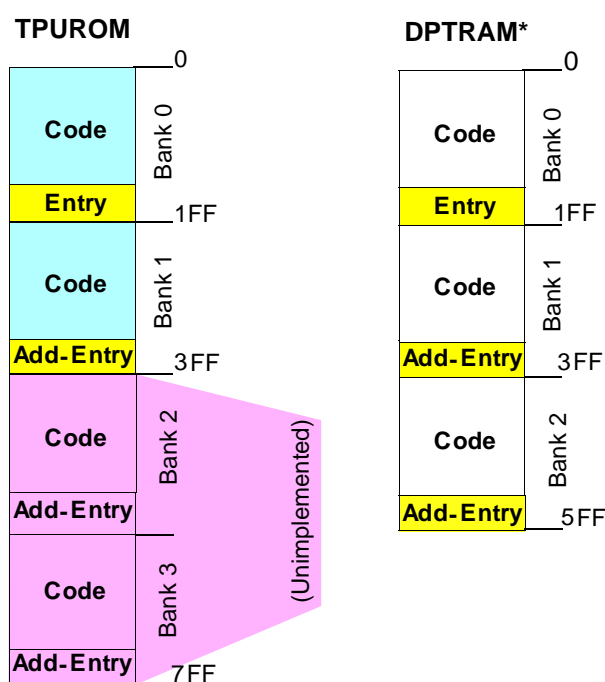 TPUROM
0
Code
Bank 0
Entry
1FF
Code
Bank 1
Add-Entry
3FF
Code
Bank 2
Add-Entry
Code
Bank 3
Add-Entry
7FF
(Unimplemented)
DPTRAM*
0
Code
Bank 0
Entry
1FF
Code
Bank 1
Add-Entry
3FF
Code
Bank 2
Add-Entry
5FF